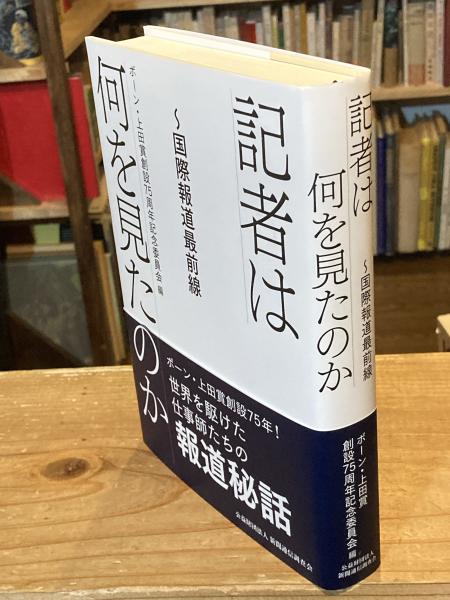 記者は
何を見たのか
～国際報道最前線
ボーン・上田賞創設75周年記念委員会 編
ボーン・上田賞創設75年!
世界を駆けた
仕事師たちの
報道秘話
公益財団法人 新聞通信調査会
記者は
何を見たのか
～国際報道最前線
ボーン・上田賞
創設75周年記念委員会 編
公益財団法人
新聞通信調査会